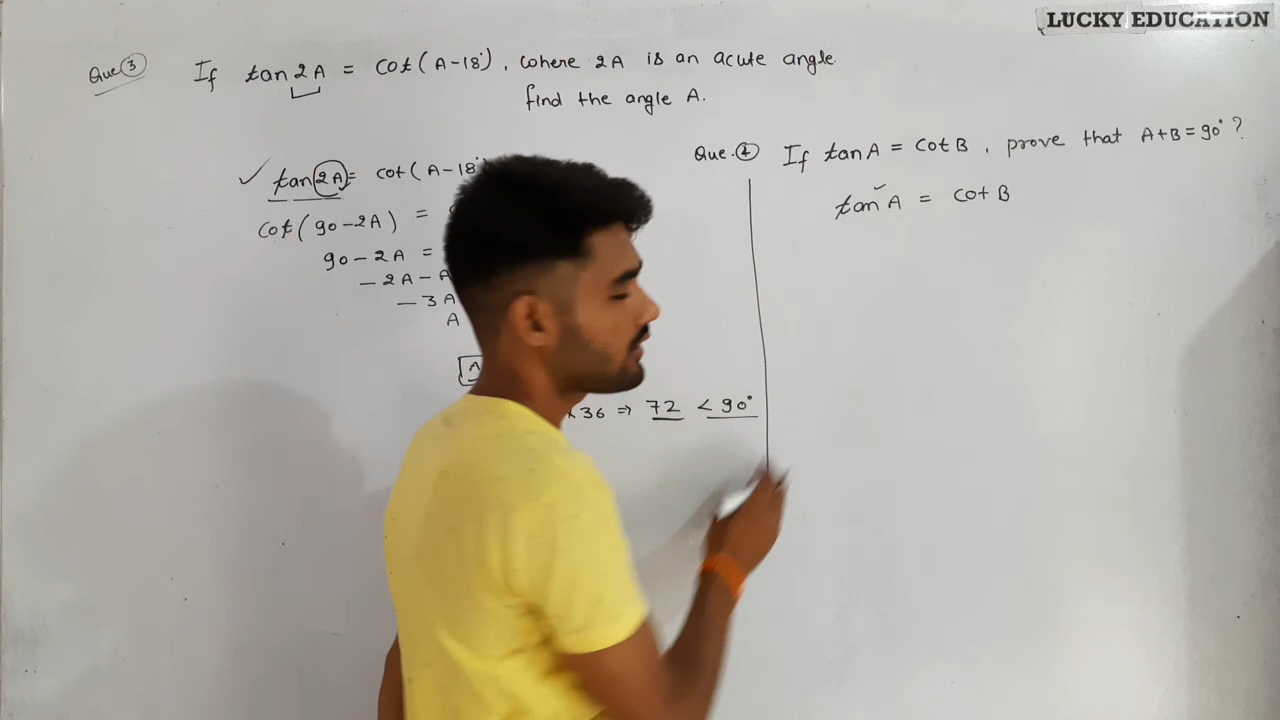 LUCKY EDUCATION
Que ③ If tan 2A = cot(A-18°), where 2A is an acute angle.
find the angle A.
tan(2A) = cot(A-18°
cot(90-2A) =
90-2A =
-2A-A
-3A
A
A
×36 ⇒ 72 < 90°
Que. ④ If tan A = cot B, prove that A+B=90° ?
tan A = cot B